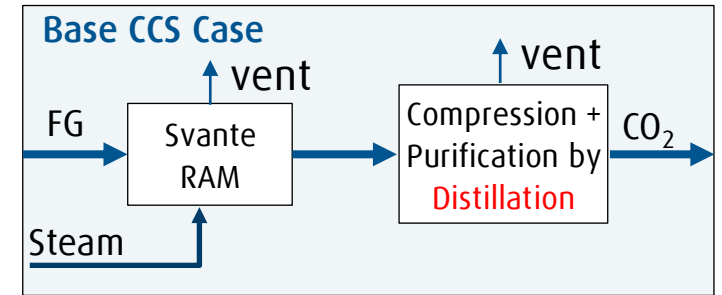 Base CCS Case
vent
vent
FG
Svante
RAM
Compression +
Purification by
Distillation
CO₂
Steam